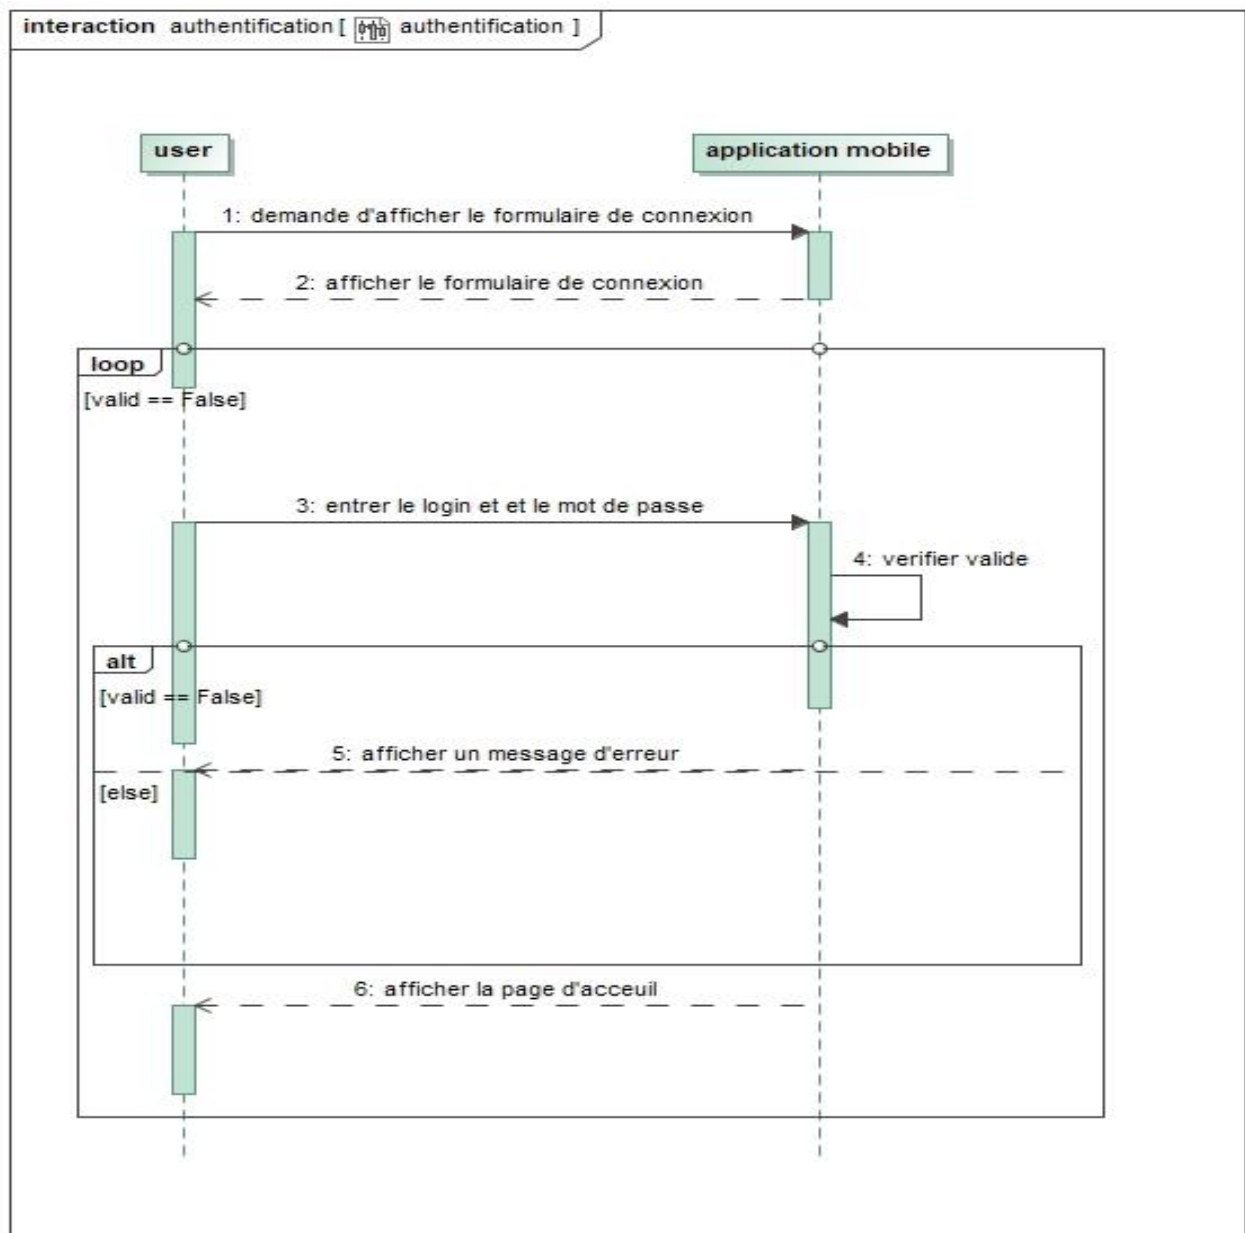 interaction authentification [ authentification ]
user
application mobile
1: demande d'afficher le formulaire de connexion
2: afficher le formulaire de connexion
loop
[valid == False]
3: entrer le login et et le mot de passe
4: verifier valide
alt
[valid == False]
5: afficher un message d'erreur
[else]
6: afficher la page d'acceuil